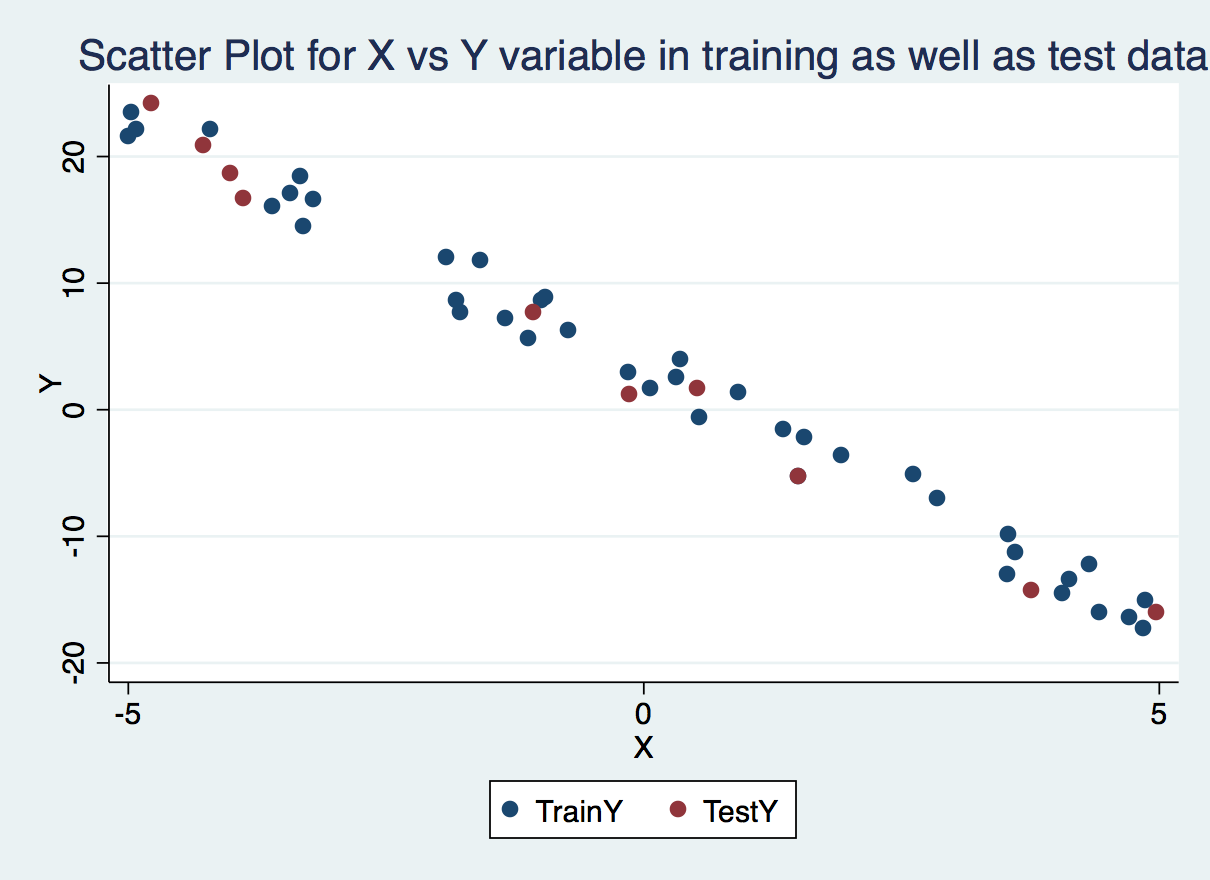 Scatter Plot for X vs Y variable in training as well as test data
20
10
0
-10
-20
Y
-5 0 5
X
TrainY TestY